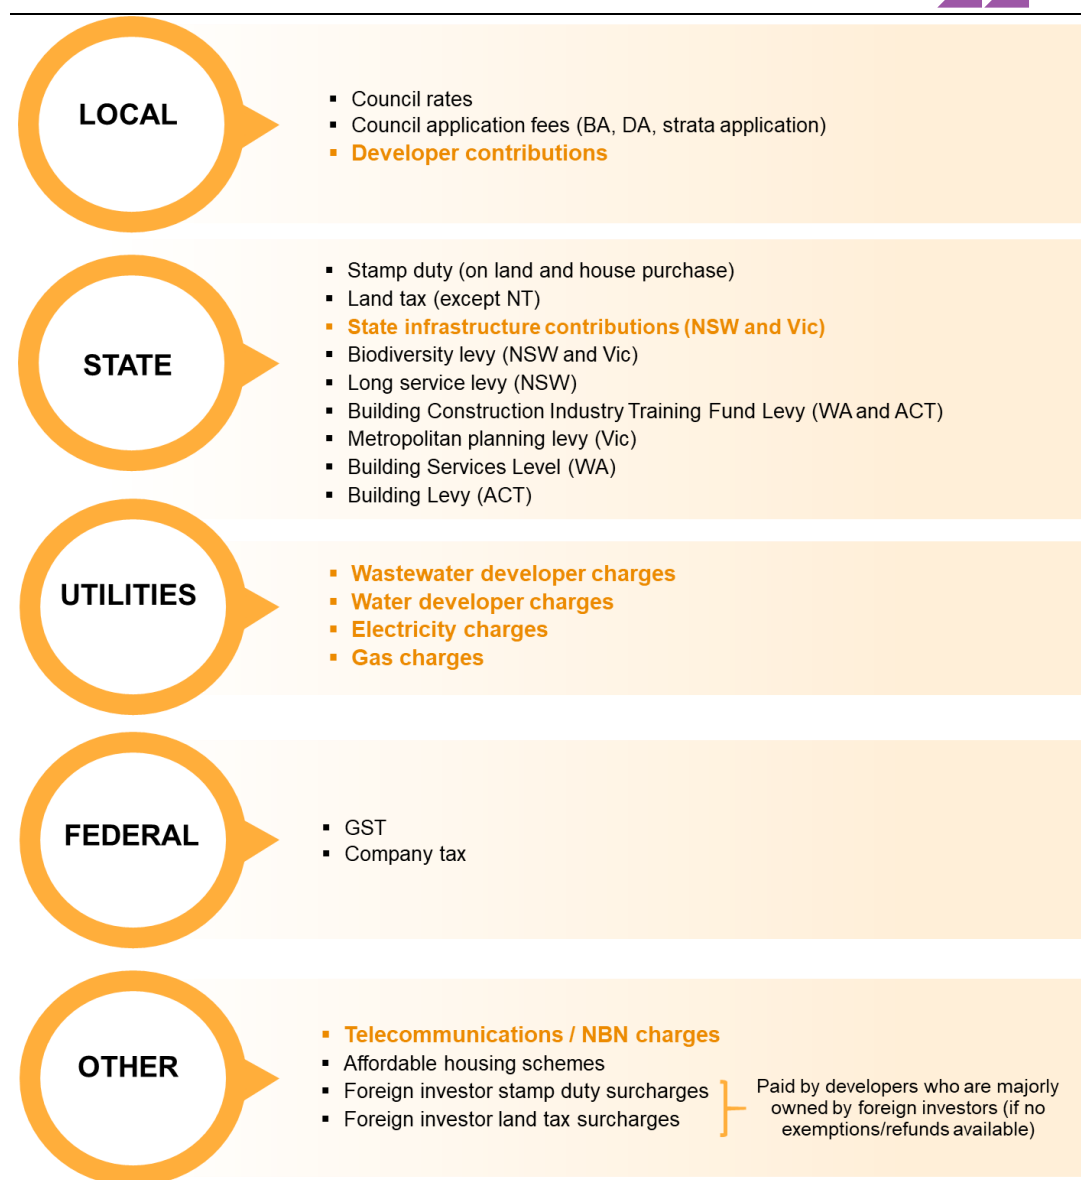 LOCAL
▪ Council rates
▪ Council application fees (BA, DA, strata application)
▪ Developer contributions
STATE
▪ Stamp duty (on land and house purchase)
▪ Land tax (except NT)
▪ State infrastructure contributions (NSW and Vic)
▪ Biodiversity levy (NSW and Vic)
▪ Long service levy (NSW)
▪ Building Construction Industry Training Fund Levy (WA and ACT)
▪ Metropolitan planning levy (Vic)
▪ Building Services Level (WA)
▪ Building Levy (ACT)
UTILITIES
▪ Wastewater developer charges
▪ Water developer charges
▪ Electricity charges
▪ Gas charges
FEDERAL
▪ GST
▪ Company tax
OTHER
▪ Telecommunications / NBN charges
▪ Affordable housing schemes
▪ Foreign investor stamp duty surcharges
▪ Foreign investor land tax surcharges
Paid by developers who are majorly
owned by foreign investors (if no
exemptions/refunds available)